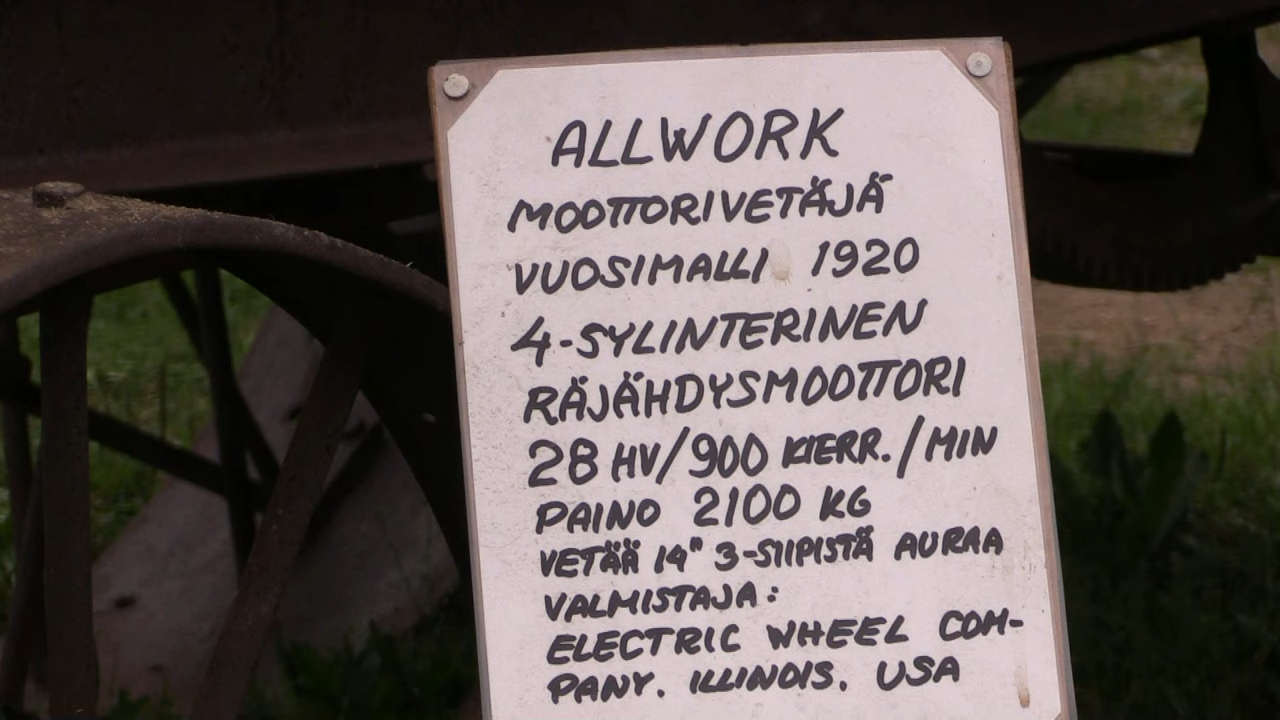 ALLWORK
MOOTTORIVETÄJÄ
VUOSIMALLI 1920
4-SYLINTERINEN
RÄJÄHDYSMOOTTORI
28 HV/900 KIERR./MIN
PAINO 2100 KG
VETÄÄ 14" 3-SIIPISTÄ AURAA
VALMISTAJA:
ELECTRIC WHEEL COM-
PANY. ILLINOIS. USA